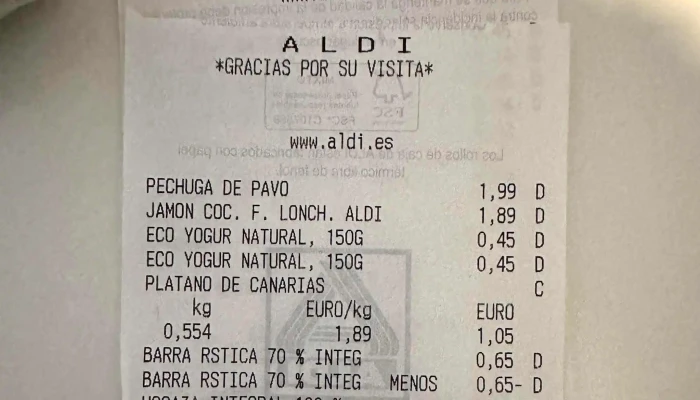 A L D I
*GRACIAS POR SU VISITA*
www.aldi.es
PECHUGA DE PAVO 1,99 D
JAMON COC. F. LONCH. ALDI 1,89 D
ECO YOGUR NATURAL, 150G 0,45 D
ECO YOGUR NATURAL, 150G 0,45 D
PLATANO DE CANARIAS C
kg EURO/kg EURO
0,554 1,89 1,05
BARRA RSTICA 70 % INTEG 0,65 D
BARRA RSTICA 70 % INTEG MENOS 0,65- D